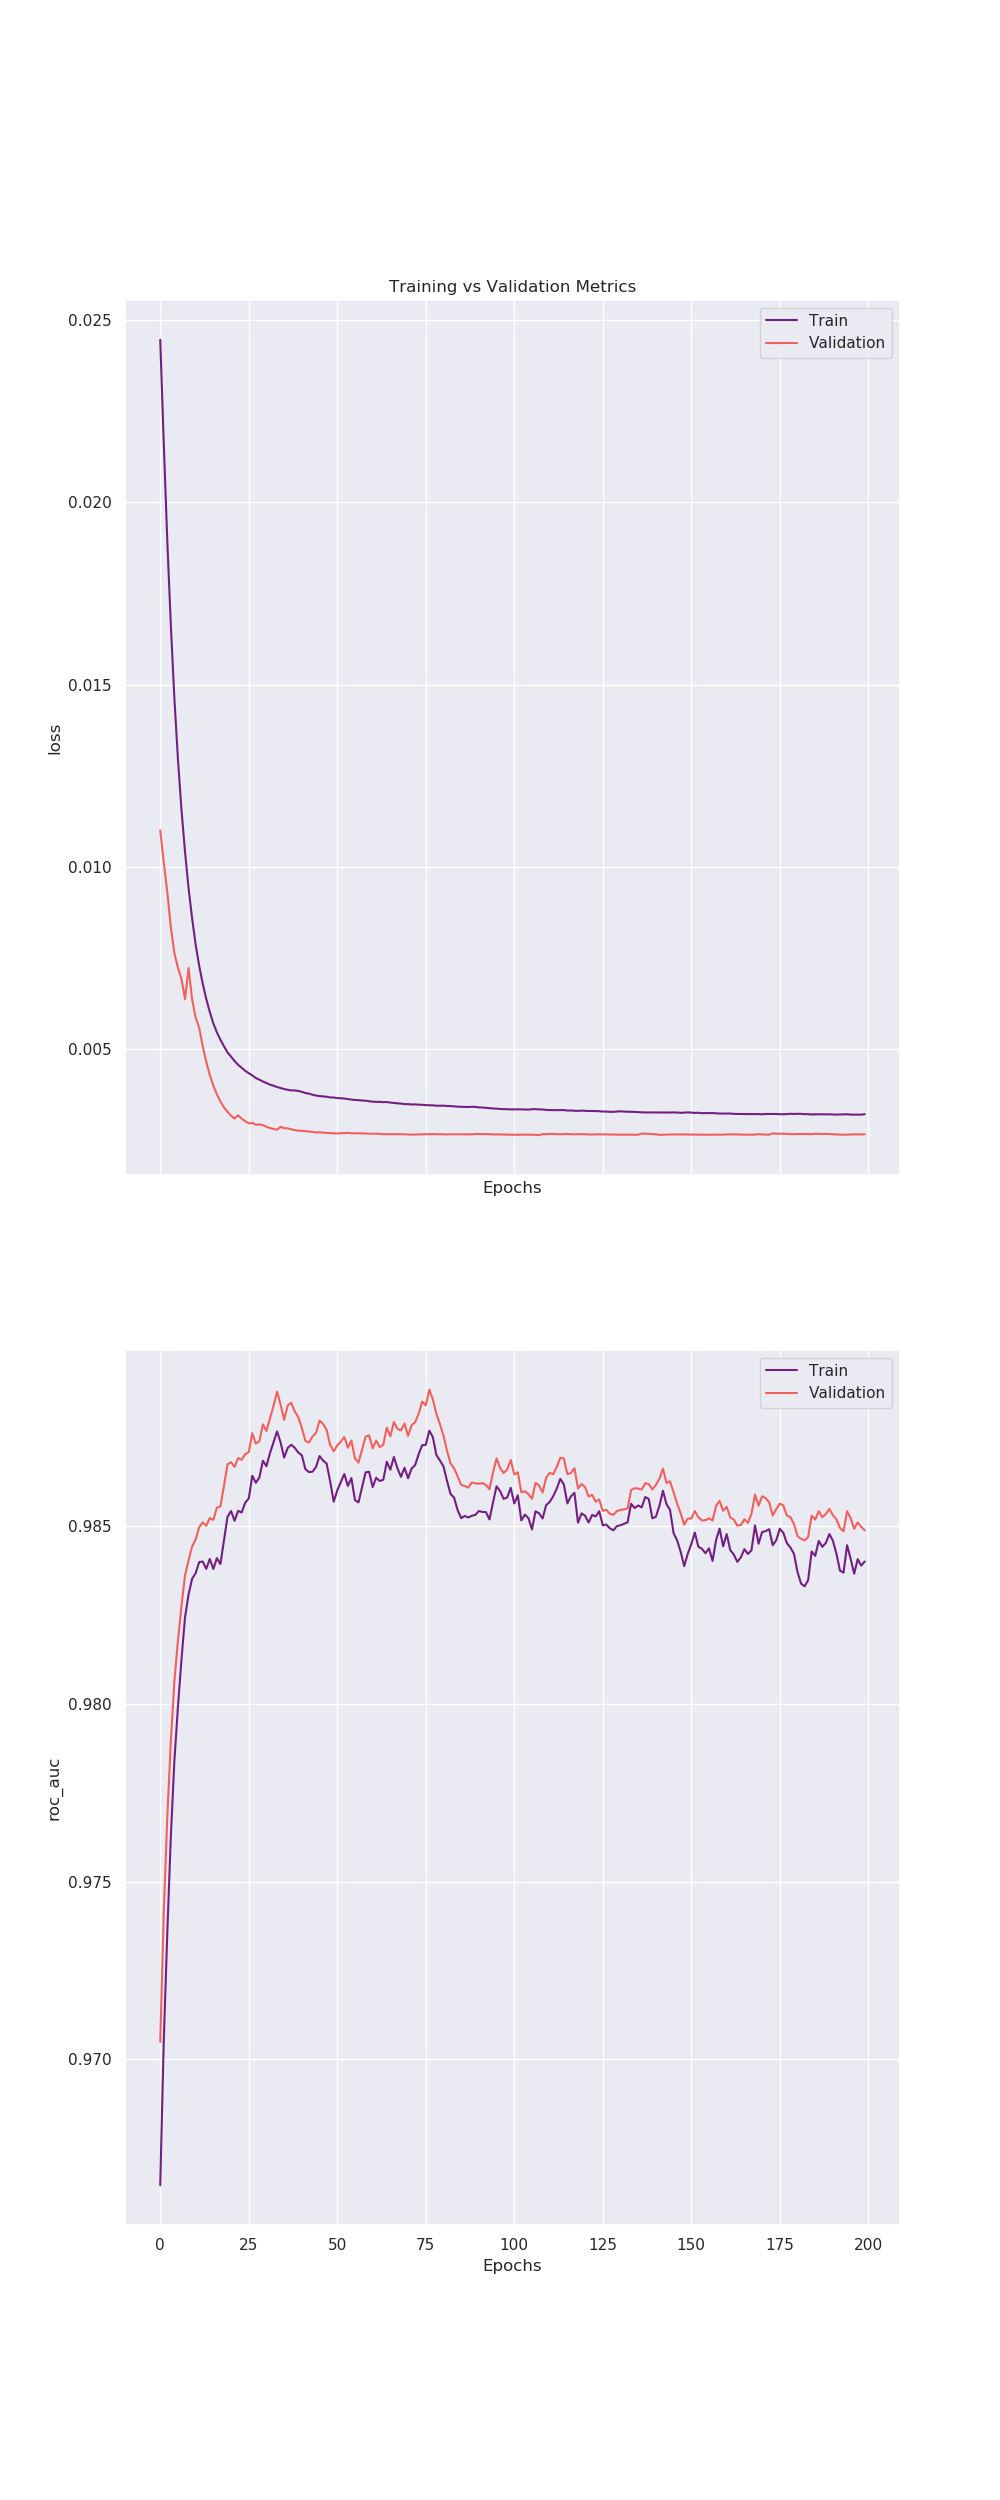 Training vs Validation Metrics
0.025
0.020
0.015
0.010
0.005
loss
Train
Validation
Epochs
0.985
0.980
0.975
0.970
roc_auc
Train
Validation
0 25 50 75 100 125 150 175 200
Epochs